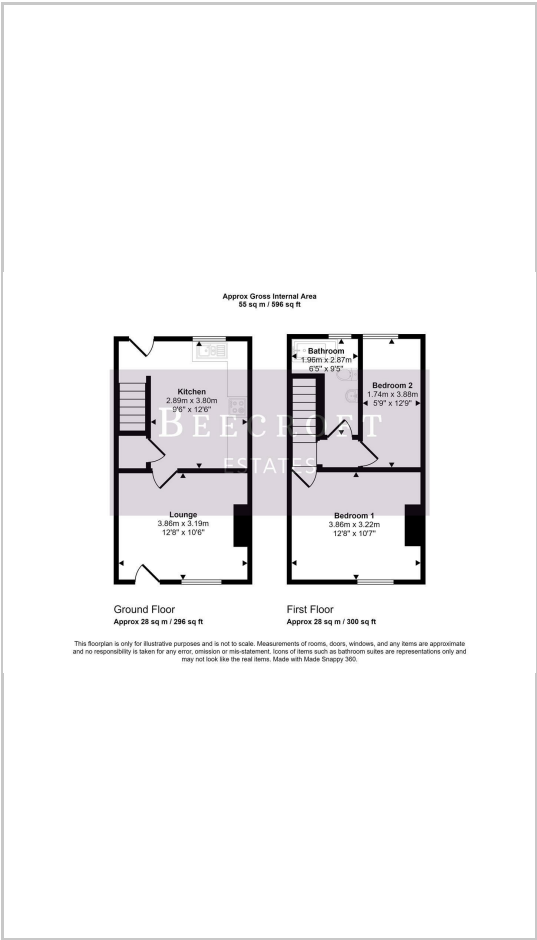 Approx Gross Internal Area
55 sq m / 596 sq ft
Kitchen
2.89m x 3.80m
9'6" x 12'6"
Bathroom
1.96m x 2.87m
6'5" x 9'5"
Bedroom 2
1.74m x 3.88m
5'9" x 12'9"
BEECROFT
ESTATES
Lounge
3.86m x 3.19m
12'8" x 10'6"
Bedroom 1
3.86m x 3.22m
12'8" x 10'7"
Ground Floor
Approx 28 sq m / 296 sq ft
First Floor
Approx 28 sq m / 300 sq ft
This floorplan is only for illustrative purposes and is not to scale. Measurements of rooms, doors, windows, and any items are approximate
and no responsibility is taken for any error, omission or mis-statement. Icons of items such as bathroom suites are representations only and
may not look like the real items. Made with Made Snappy 360.